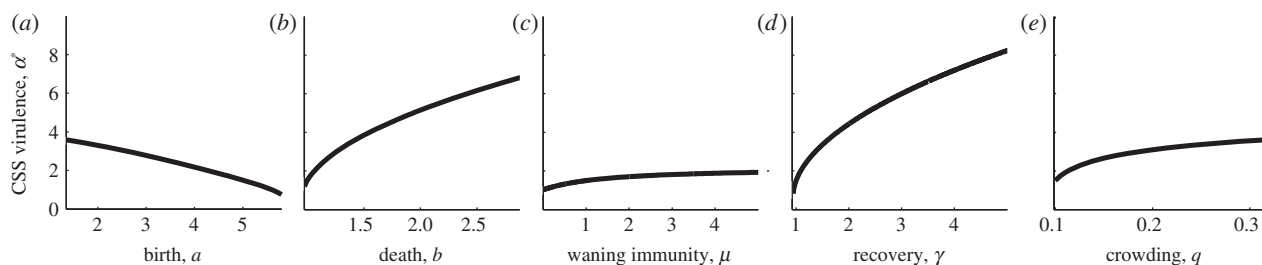 (a) (b) (c) (d) (e)
CSS virulence, α*
8
6
4
2
0
2 3 4 5
1.5 2.0 2.5
1 2 3 4
1 2 3 4
0.1 0.2 0.3
birth, a
death, b
waning immunity, μ
recovery, γ
crowding, q